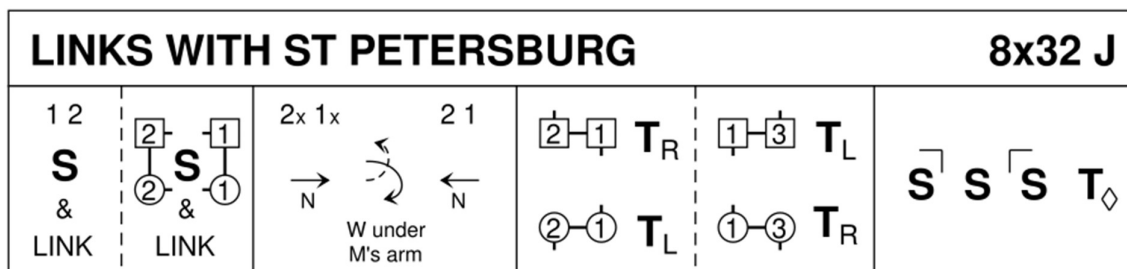 LINKS WITH ST PETERSBURG 8x32 J
1 2
S
&
LINK
2 1
S
2 1
&
LINK
2x 1x 2 1
N N
W under
M's arm
2 1 TR
2 1 TL
1 3 TL
1 3 TR
S S S T◊